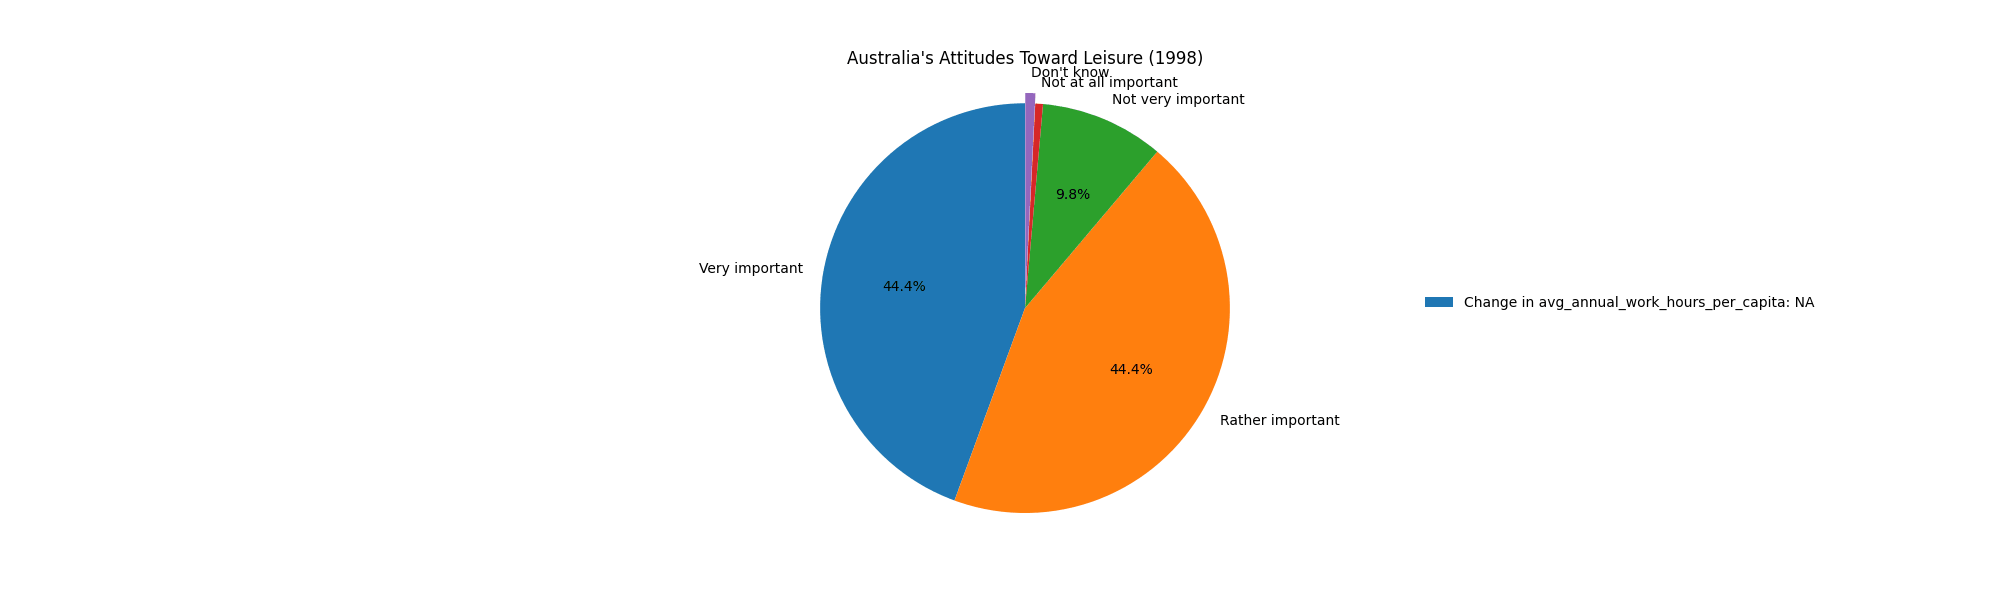 Australia's Attitudes Toward Leisure (1998)
Don't know
Not at all important
Not very important
9.8%
Very important
44.4%
44.4%
Rather important
Change in avg_annual_work_hours_per_capita: NA